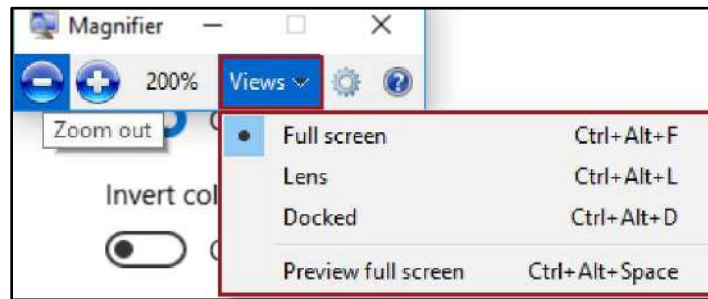 Magnifier
200% Views
Zoom out
Full screen Ctrl+Alt+F
Lens Ctrl+Alt+L
Invert col
Docked Ctrl+Alt+D
Preview full screen Ctrl+Alt+Space